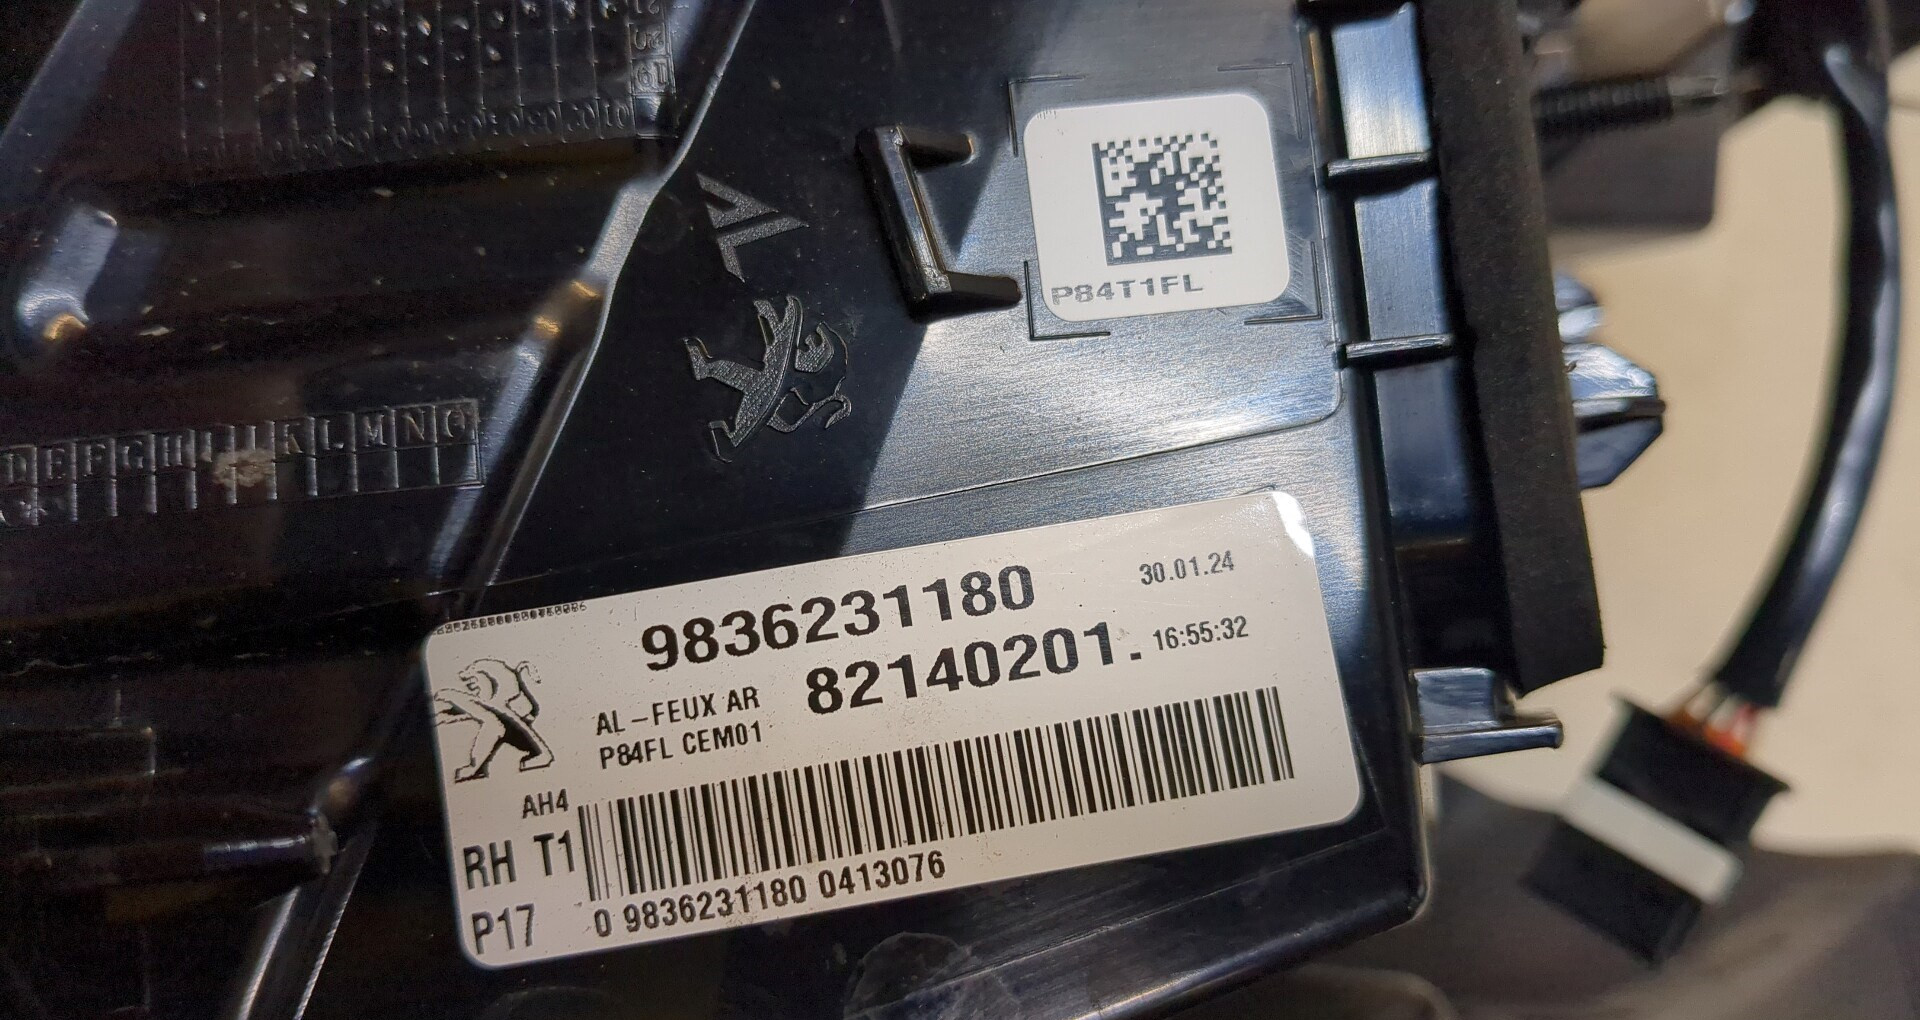 AL
P84T1FL
K L M N O
9836231180
30.01.24
82140201.
16:55:32
AL-FEUX AR
P84FL CEM01
AH4
RH T1
P17
0 9836231180 0413076